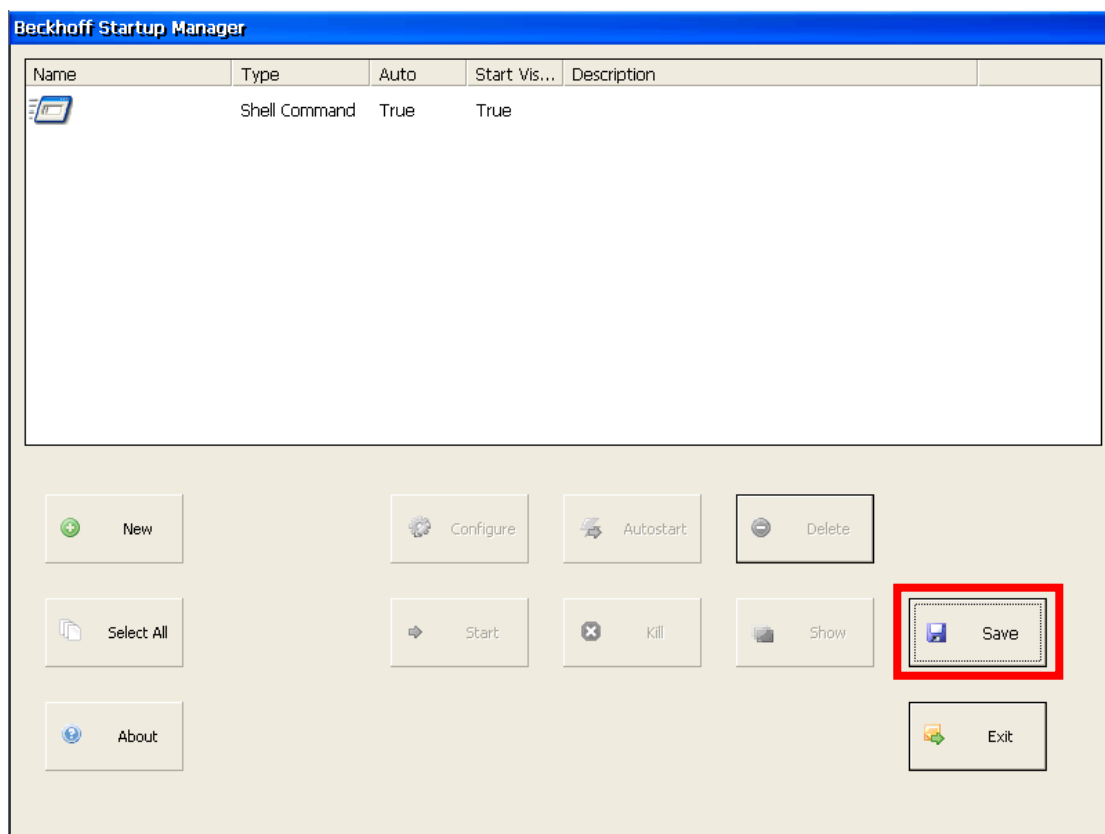 Beckhoff Startup Manager
Name Type Auto Start Vis... Description
Shell Command True True
New Configure Autostart Delete
Select All Start Kill Show Save
About Exit